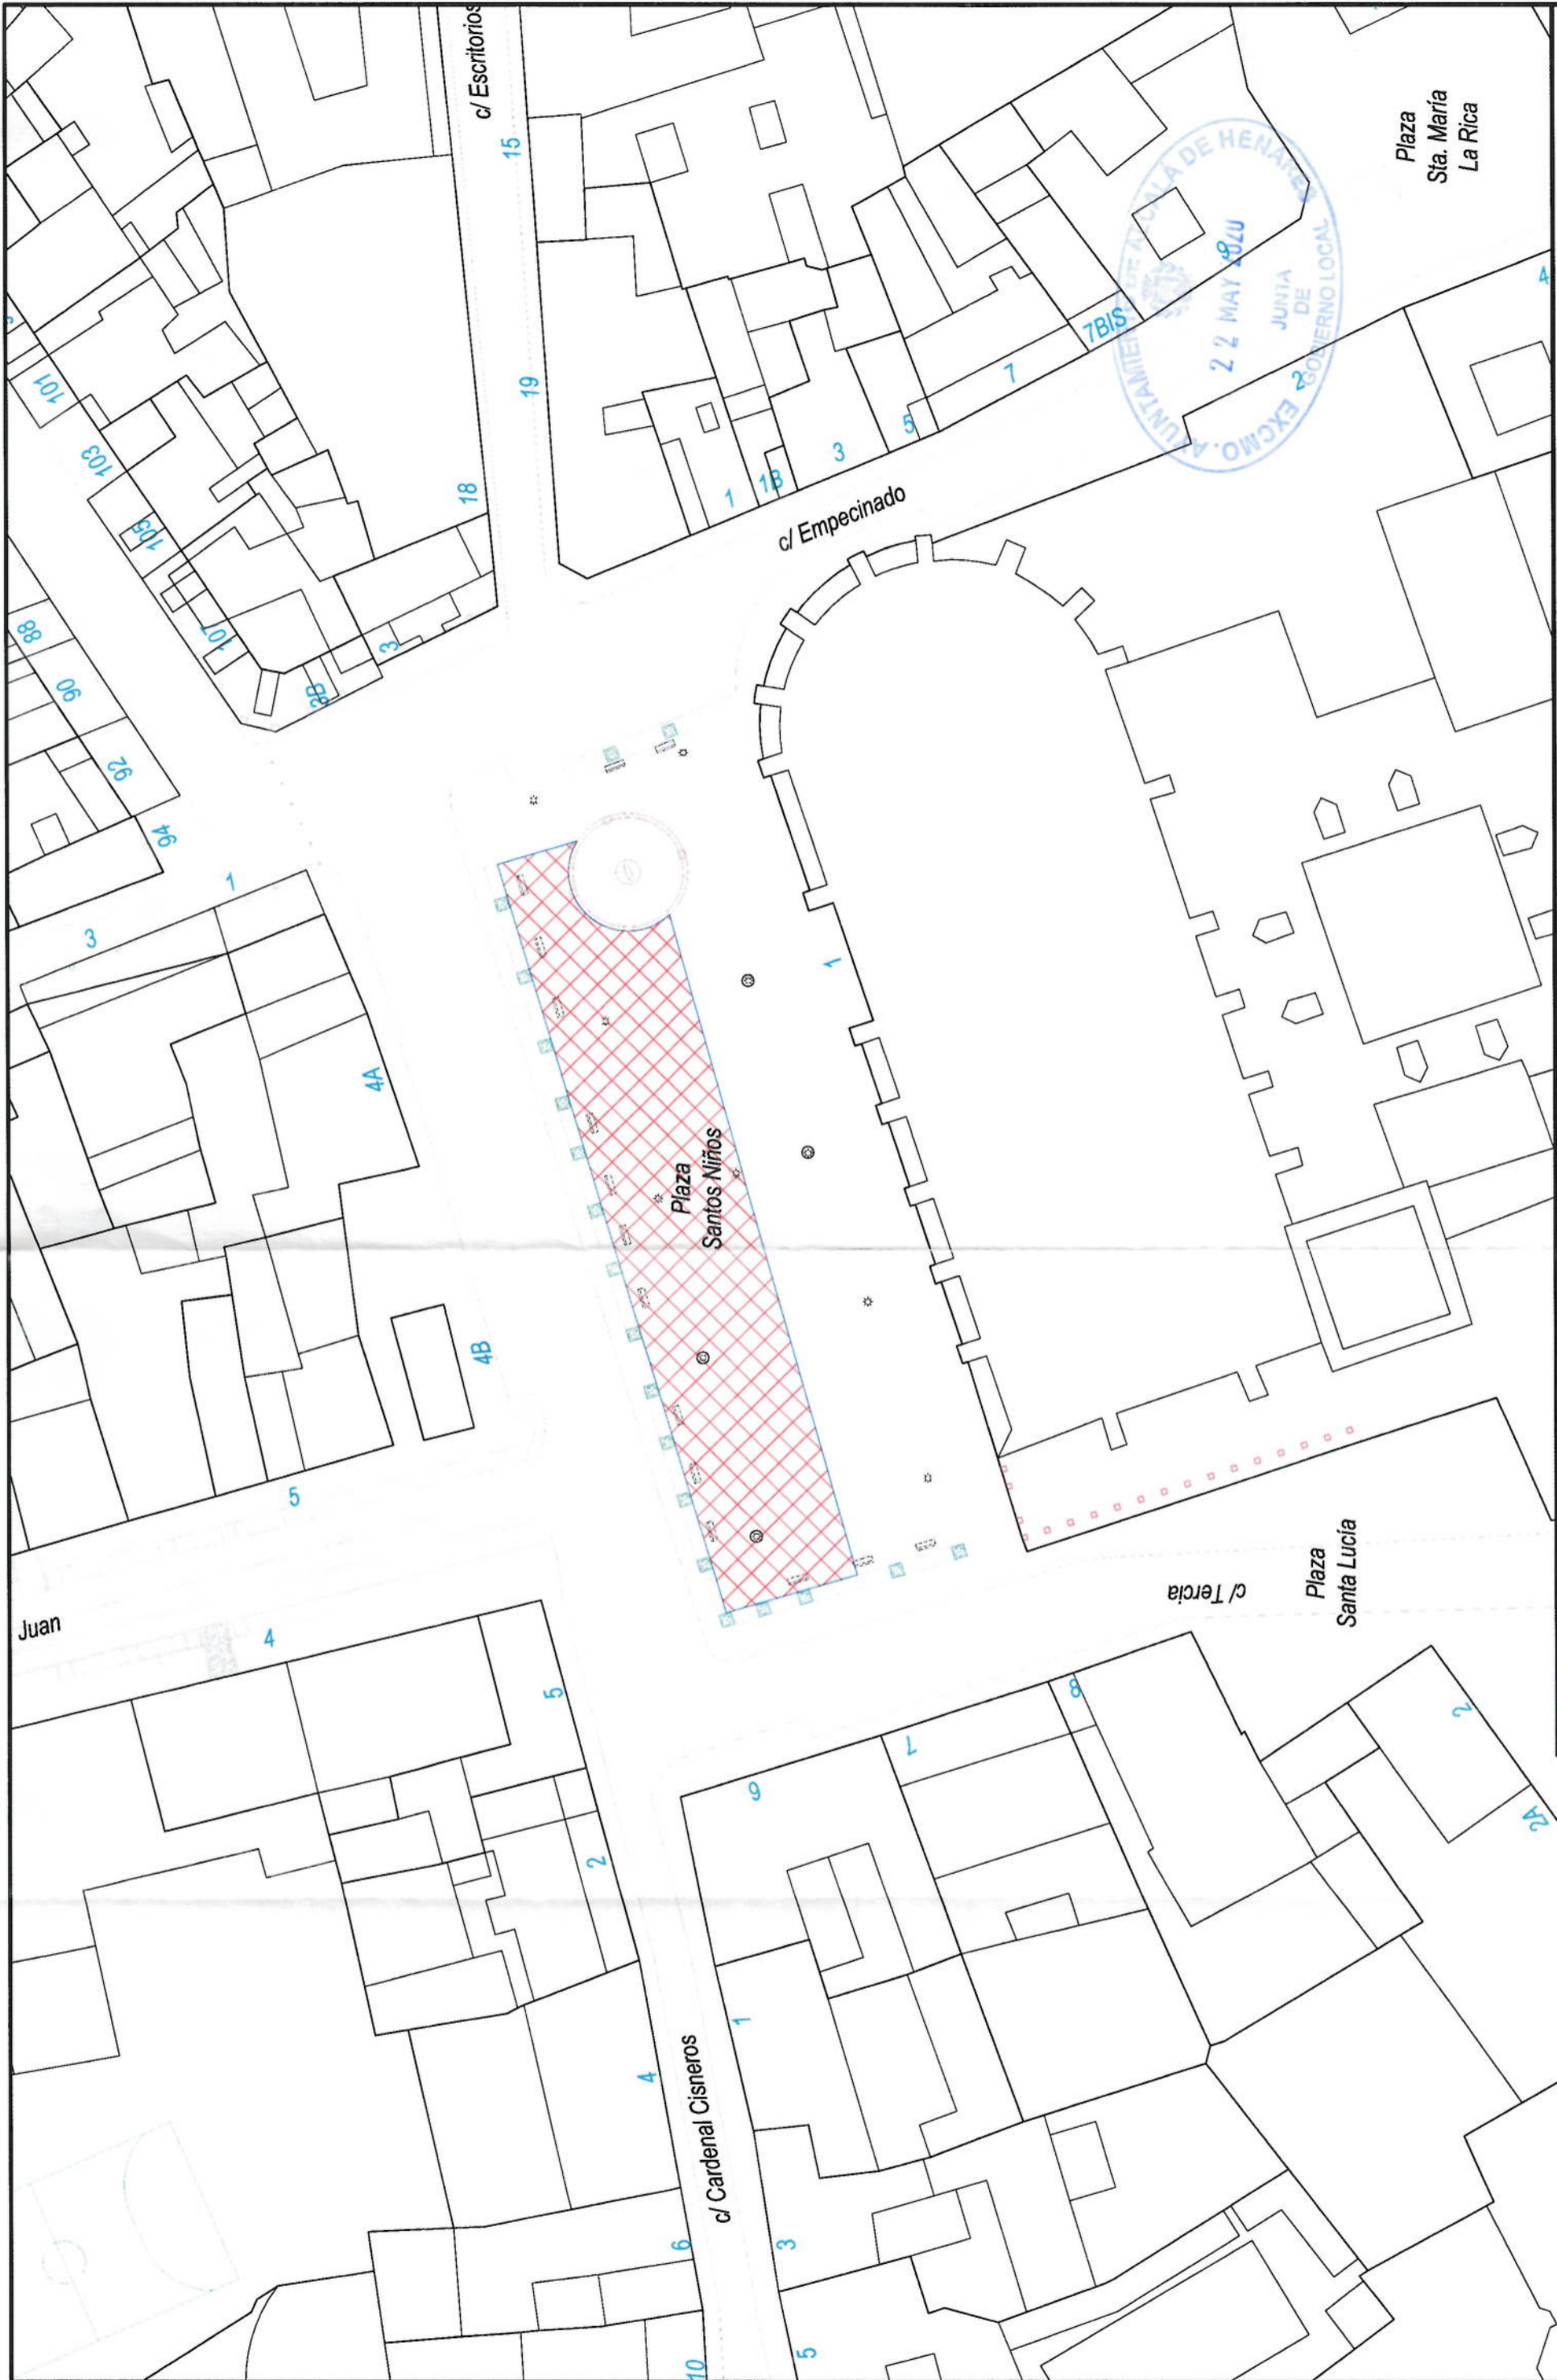 c/ Escritorios
15
19
18
101
103
105
107
3B
3
88
90
92
94
1
3
4A
4B
5
Juan
4
5
2
4
6
10
c/ Cardenal Cisneros
1
3
5
9
7
8
2
2A
c/ Tercia
Plaza
Santa Lucía
Plaza
Santos Niños
1
c/ Empecinado
1
1B
3
5
7
7BIS
9
2
4
Plaza
Sta. María
La Rica
EXCMO. AYUNTAMIENTO DE ALCALÁ DE HENARES
22 MAY 2020
JUNTA
DE
GOBIERNO LOCAL